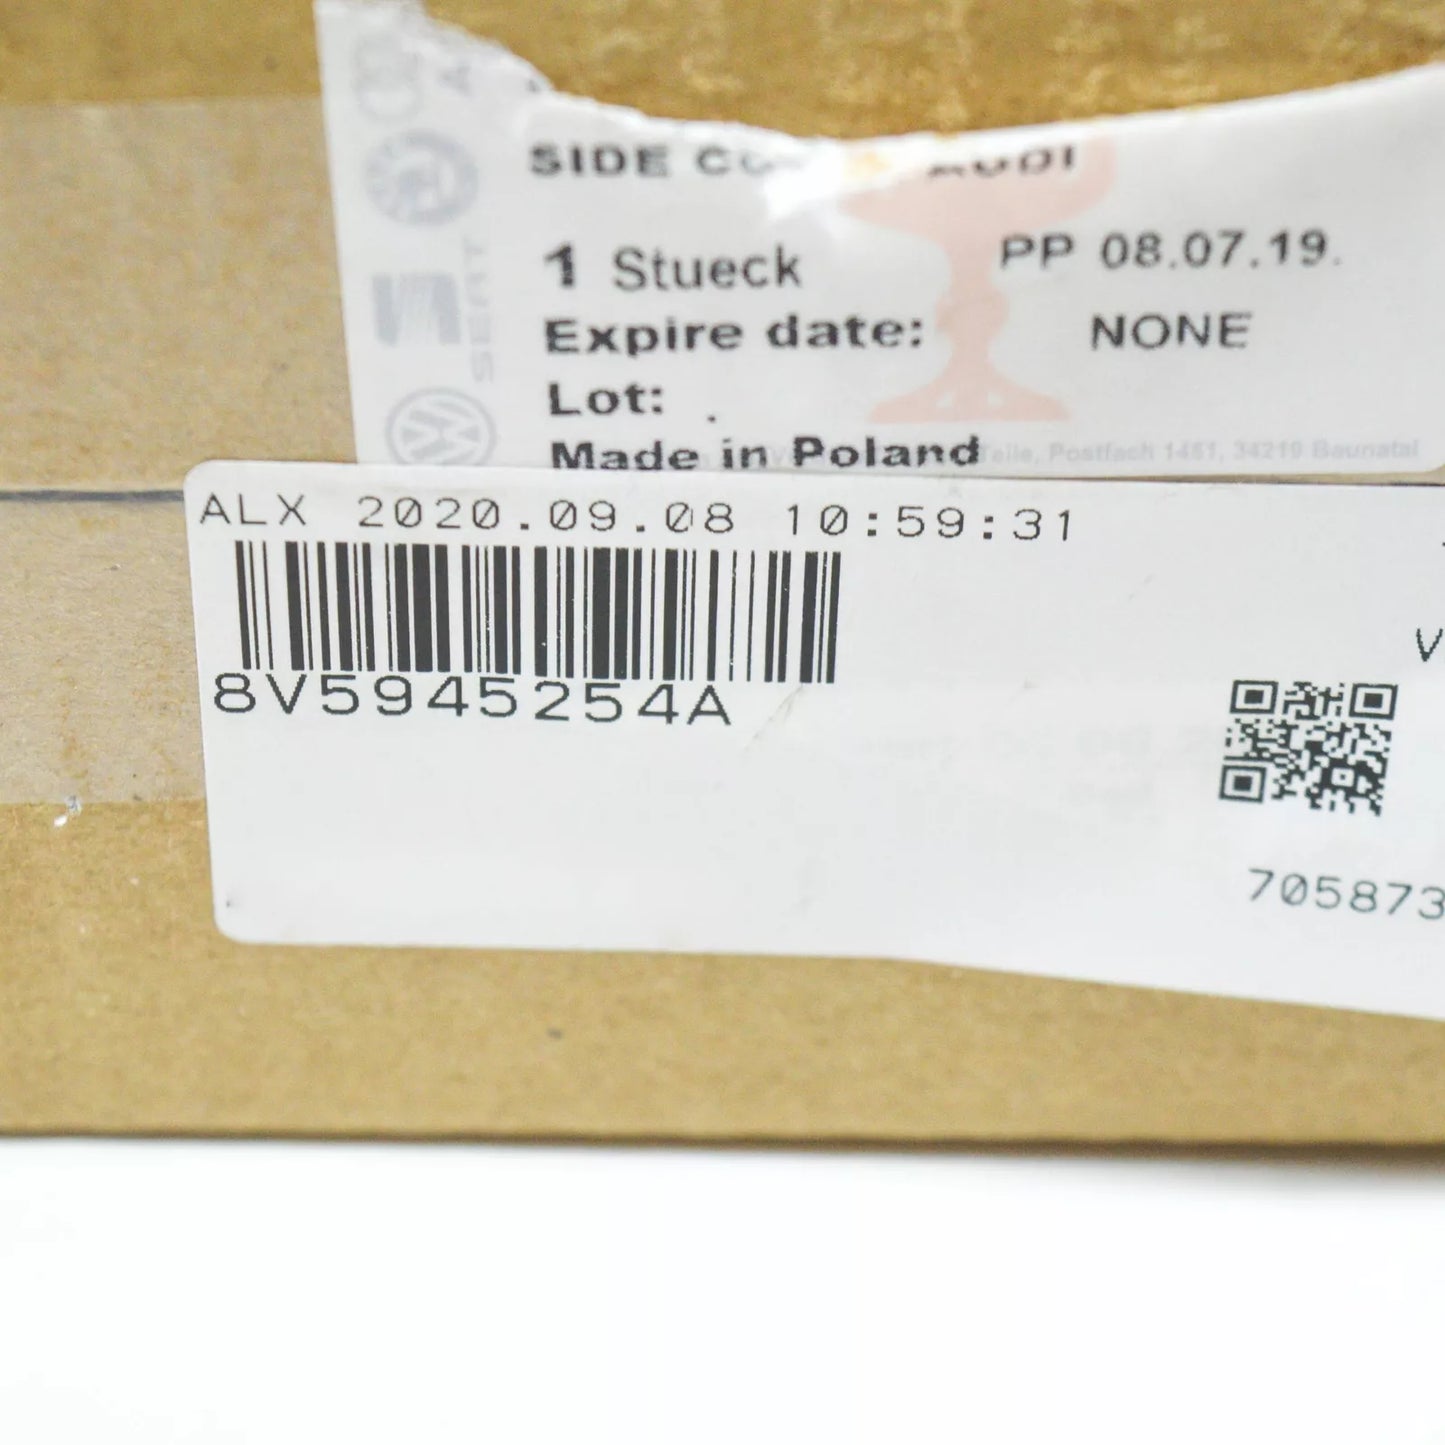 SIDE
1 Stueck
PP 08.07.19.
Expire date:
NONE
Lot: .
Made in Poland
Teile, Postfach 1451, 34219 Baunatal
SEAT
ALX 2020.09.08 10:59:31
8V5945254A
V
705873